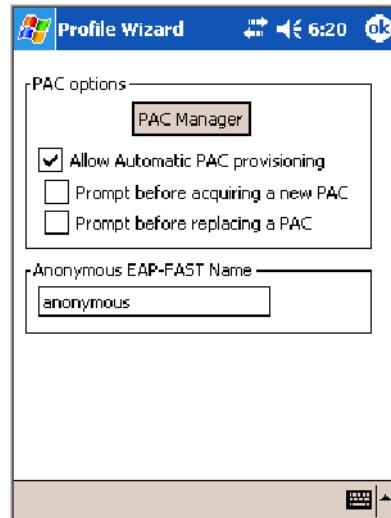 Profile Wizard 6:20 ok
PAC options
PAC Manager
Allow Automatic PAC provisioning
Prompt before acquiring a new PAC
Prompt before replacing a PAC
Anonymous EAP-FAST Name
anonymous